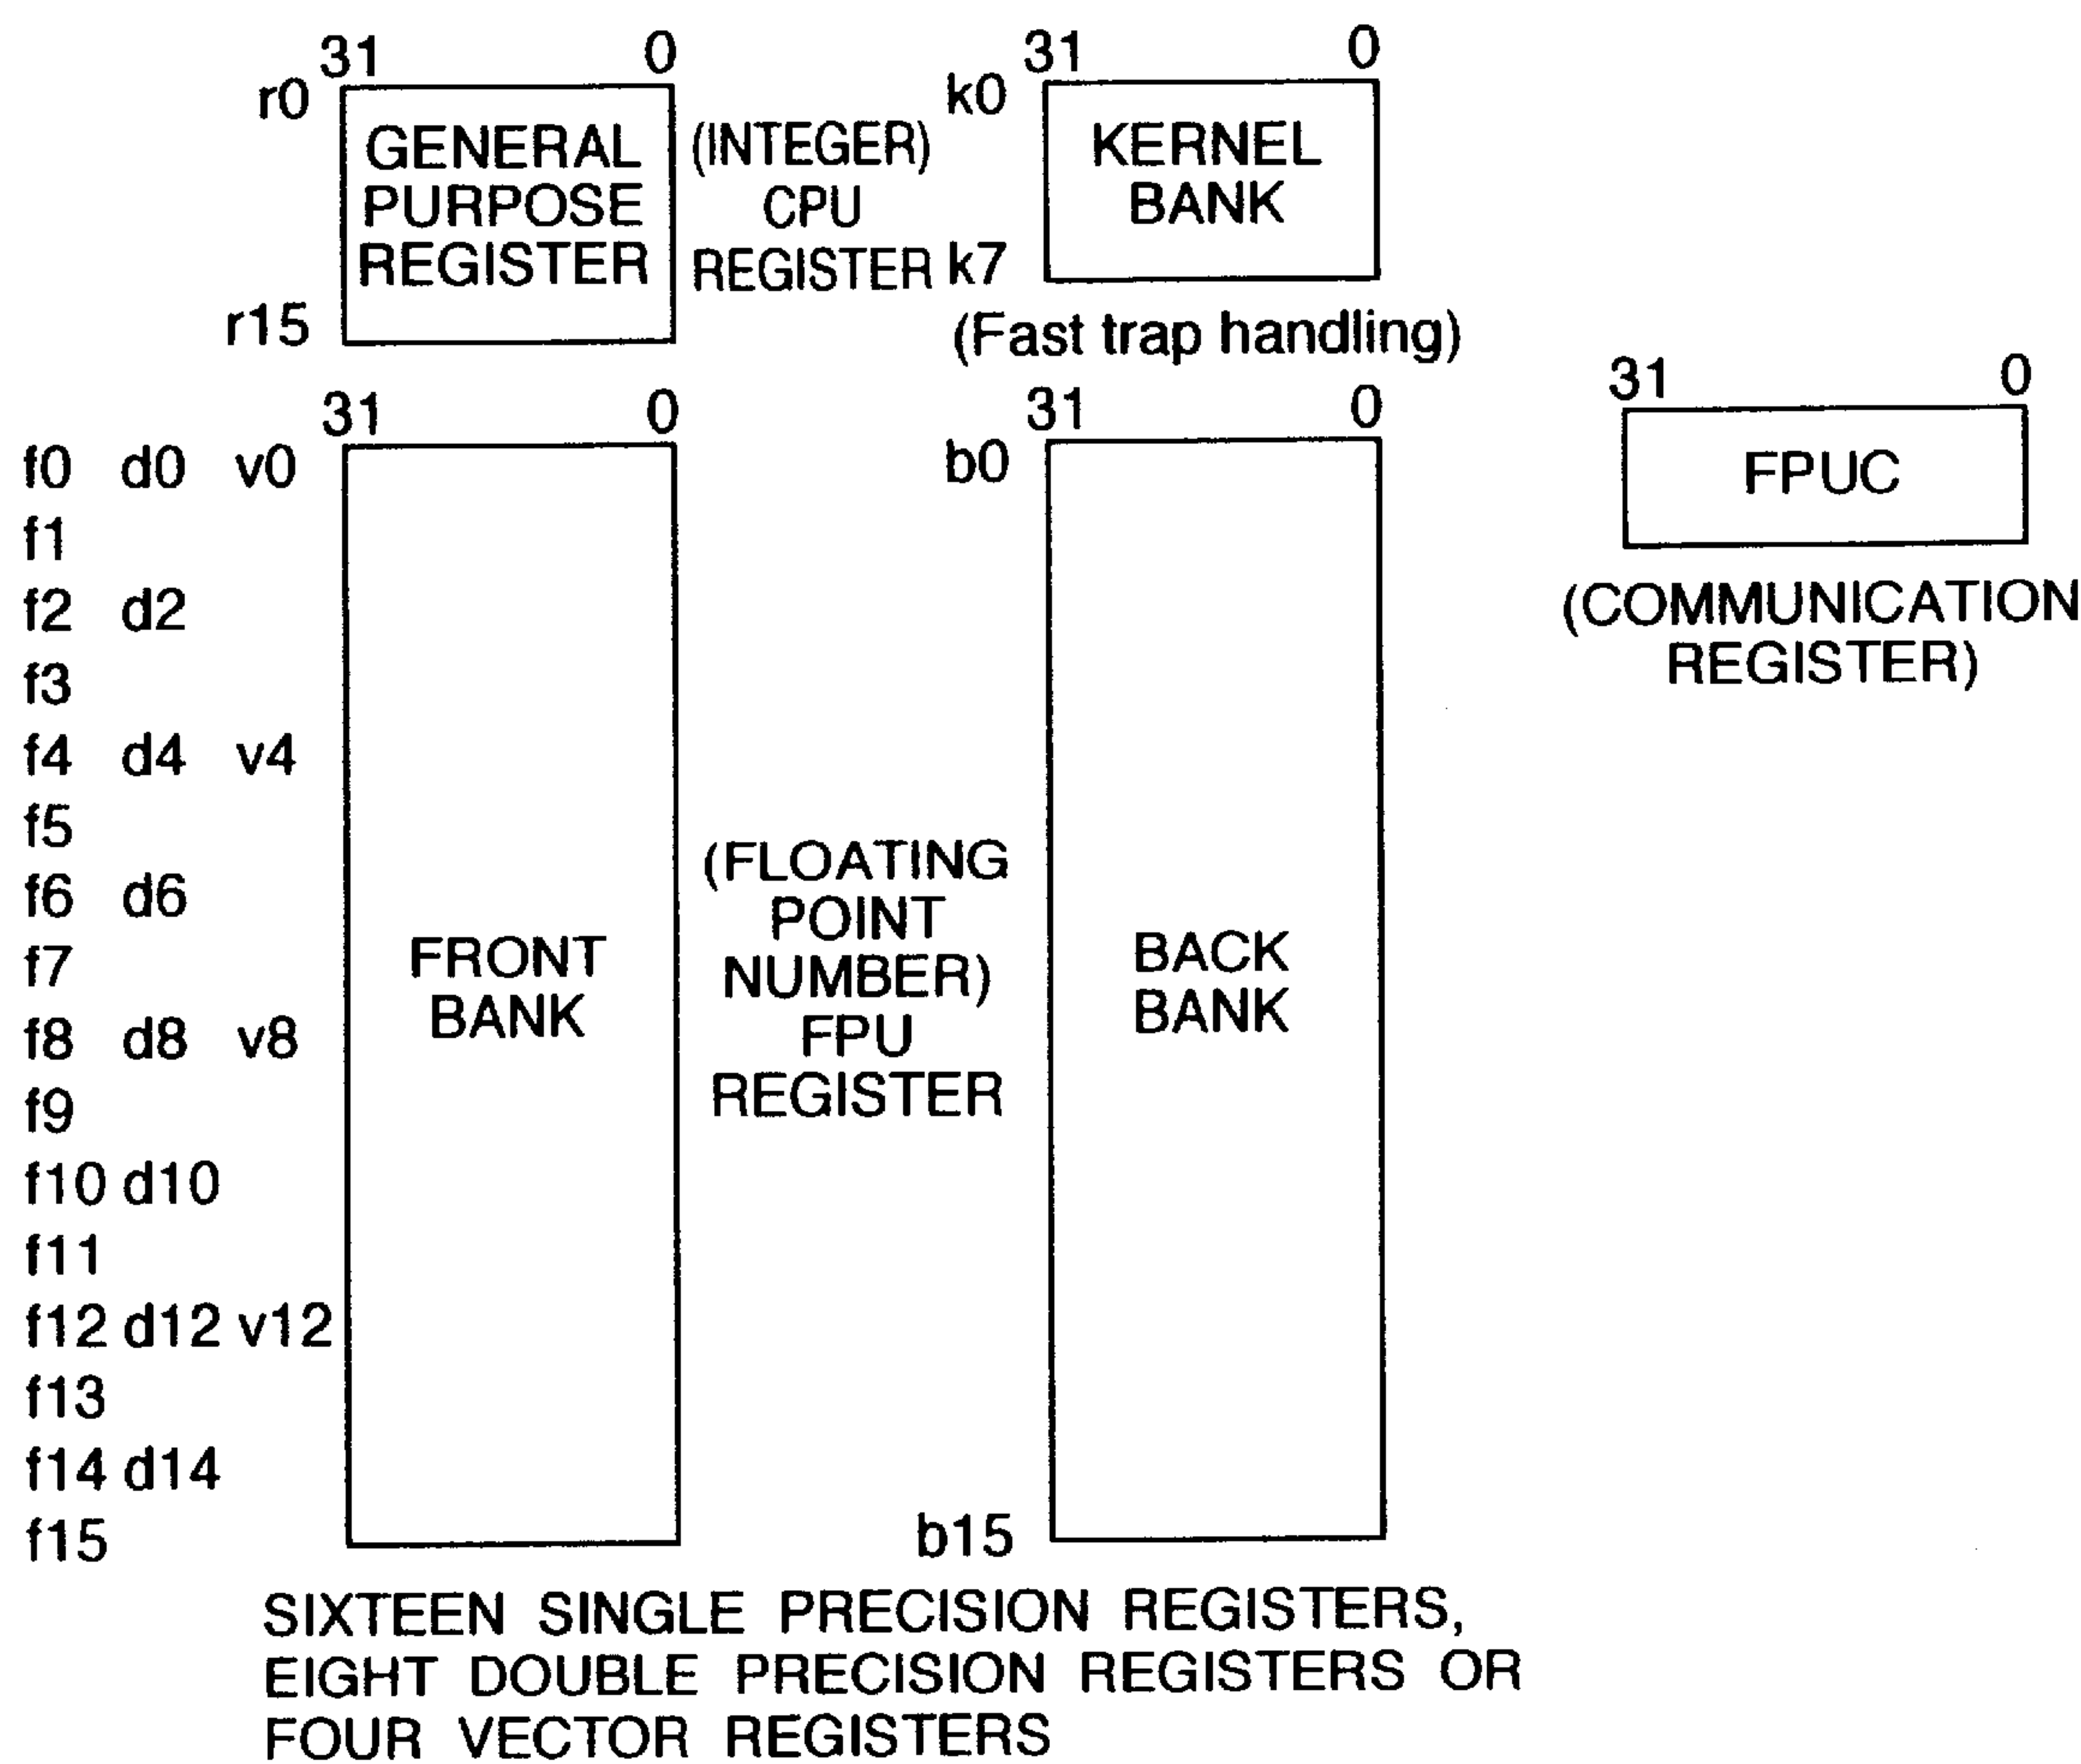 31 0
r0
GENERAL
PURPOSE
REGISTER
r15
(INTEGER)
CPU
REGISTER
31 0
k0
KERNEL
BANK
k7
(Fast trap handling)
31 0
f0 d0 v0
f1
f2 d2
f3
f4 d4 v4
f5
f6 d6
f7
f8 d8 v8
f9
f10 d10
f11
f12 d12 v12
f13
f14 d14
f15
FRONT
BANK
(FLOATING
POINT
NUMBER)
FPU
REGISTER
31 0
b0
BACK
BANK
b15
31 0
FPUC
(COMMUNICATION
REGISTER)
SIXTEEN SINGLE PRECISION REGISTERS,
EIGHT DOUBLE PRECISION REGISTERS OR
FOUR VECTOR REGISTERS